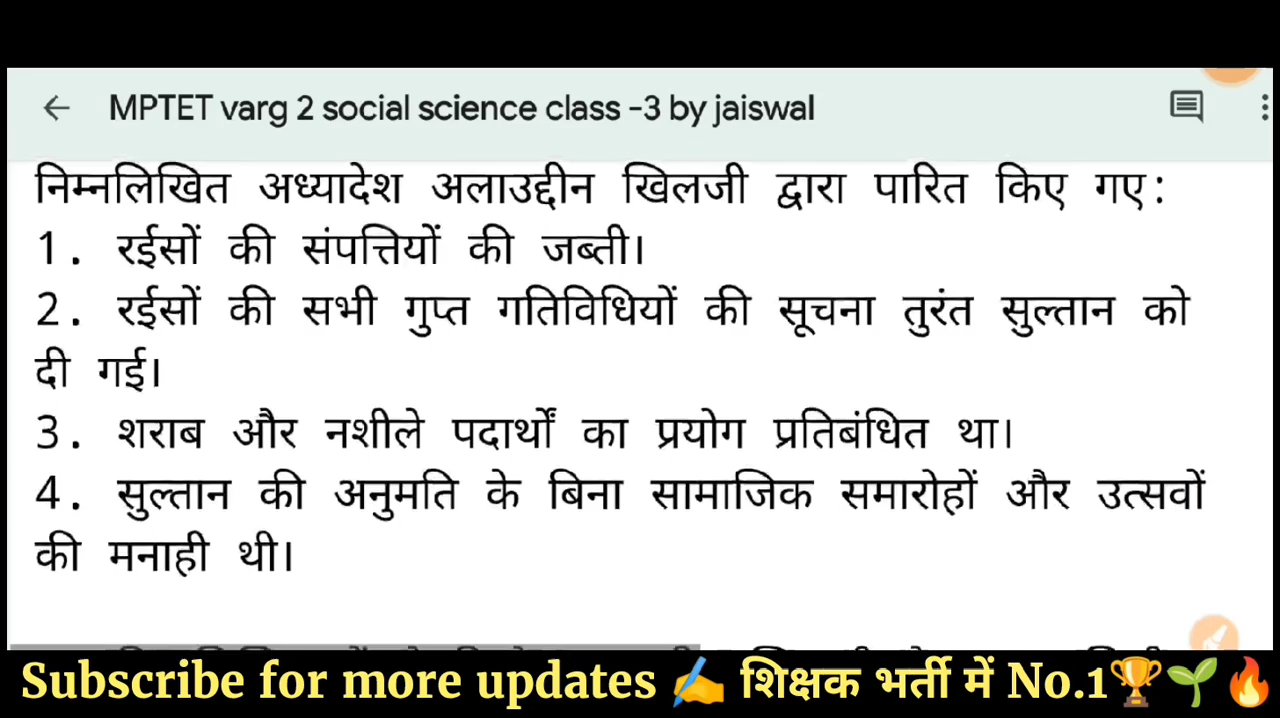 MPTET varg 2 social science class -3 by jaiswal
निम्नलिखित अध्यादेश अलाउद्दीन खिलजी द्वारा पारित किए गए:
1. रईसों की संपत्तियों की जब्ती।
2. रईसों की सभी गुप्त गतिविधियों की सूचना तुरंत सुल्तान को
दी गई।
3. शराब और नशीले पदार्थों का प्रयोग प्रतिबंधित था।
4. सुल्तान की अनुमति के बिना सामाजिक समारोहों और उत्सवों
की मनाही थी।
Subscribe for more updates ✍️ शिक्षक भर्ती में No.1🏆🌱🔥